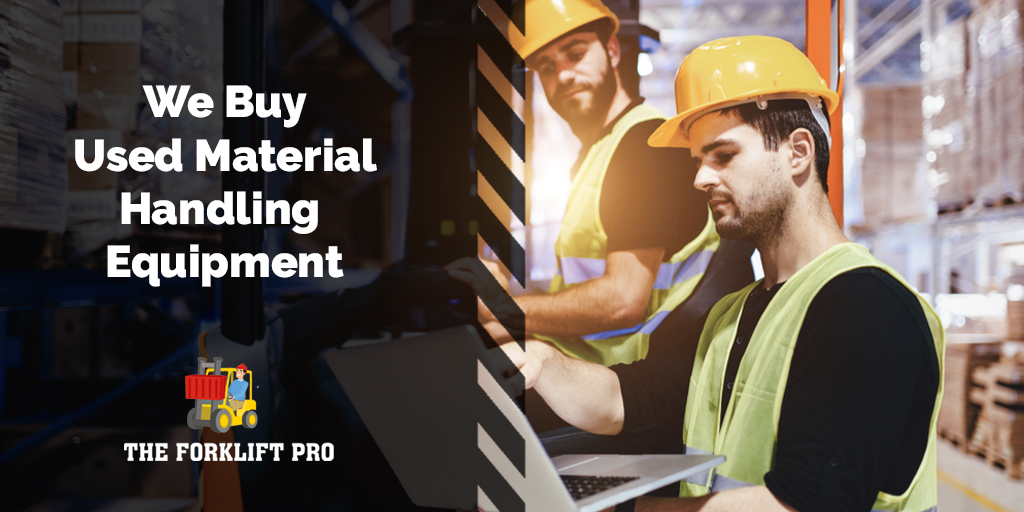 We Buy
Used Material
Handling
Equipment
THE FORKLIFT PRO